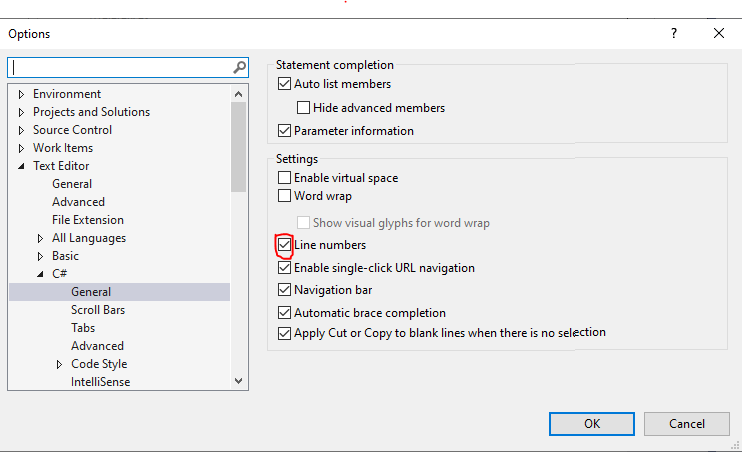 Options
?
Environment
Projects and Solutions
Source Control
Work Items
Text Editor
General
Advanced
File Extension
All Languages
Basic
C#
General
Scroll Bars
Tabs
Advanced
Code Style
IntelliSense
Statement completion
Auto list members
Hide advanced members
Parameter information
Settings
Enable virtual space
Word wrap
Show visual glyphs for word wrap
Line numbers
Enable single-click URL navigation
Navigation bar
Automatic brace completion
Apply Cut or Copy to blank lines when there is no selection
OK
Cancel